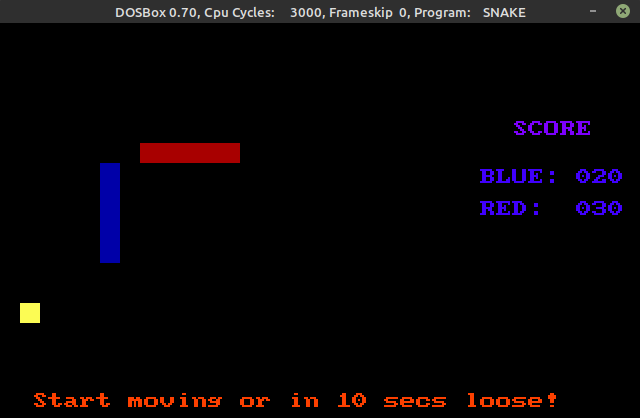 DOSBox 0.70, Cpu Cycles: 3000, Frameskip 0, Program: SNAKE
SCORE
BLUE: 020
RED: 030
Start moving or in 10 secs loose!